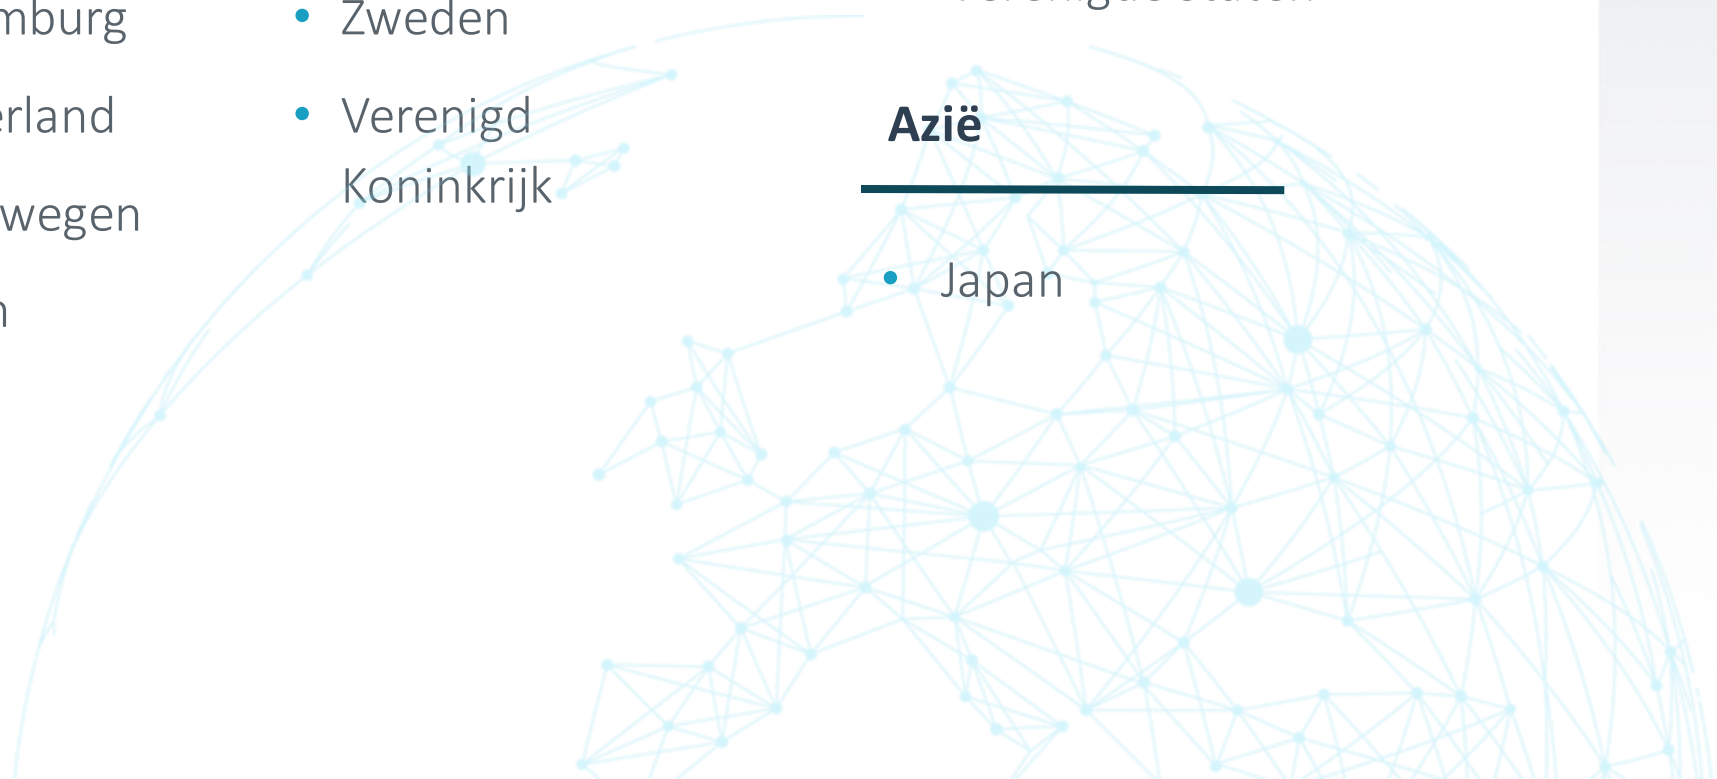 mburg
erland
wegen
n
Zweden
Verenigd
Koninkrijk
Azië
Japan